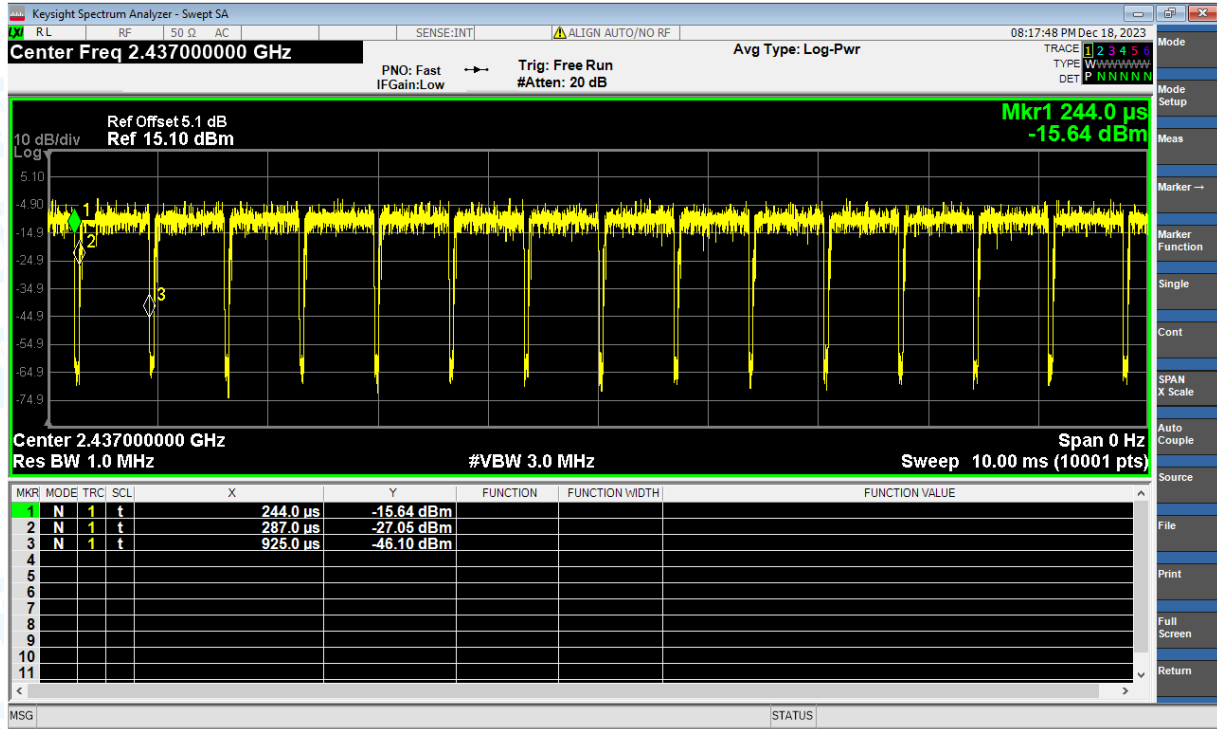 Keysight Spectrum Analyzer - Swept SA
LXI RL RF 50 Ω AC SENSE:INT ALIGN AUTO/NO RF 08:17:48 PM Dec 18, 2023
Center Freq 2.437000000 GHz
PNO: Fast
IFGain:Low
Trig: Free Run
#Atten: 20 dB
Avg Type: Log-Pwr
TRACE 1 2 3 4 5 6
TYPE WWWWWWW
DET P N N N N N
Mkr1 244.0 µs
-15.64 dBm
Ref Offset 5.1 dB
10 dB/div Ref 15.10 dBm
Log
5.10
-4.90
-14.9
-24.9
-34.9
-44.9
-54.9
-64.9
-74.9
1
2
3
Center 2.437000000 GHz Span 0 Hz
Res BW 1.0 MHz #VBW 3.0 MHz Sweep 10.00 ms (10001 pts)
MKR MODE TRC SCL X Y FUNCTION FUNCTION WIDTH FUNCTION VALUE
1 N 1 t 244.0 µs -15.64 dBm
2 N 1 t 287.0 µs -27.05 dBm
3 N 1 t 925.0 µs -46.10 dBm
4
5
6
7
8
9
10
11
MSG STATUS
Mode
Mode
Setup
Meas
Marker→
Marker
Function
Single
Cont
SPAN
X Scale
Auto
Couple
Source
File
Print
Full
Screen
Return